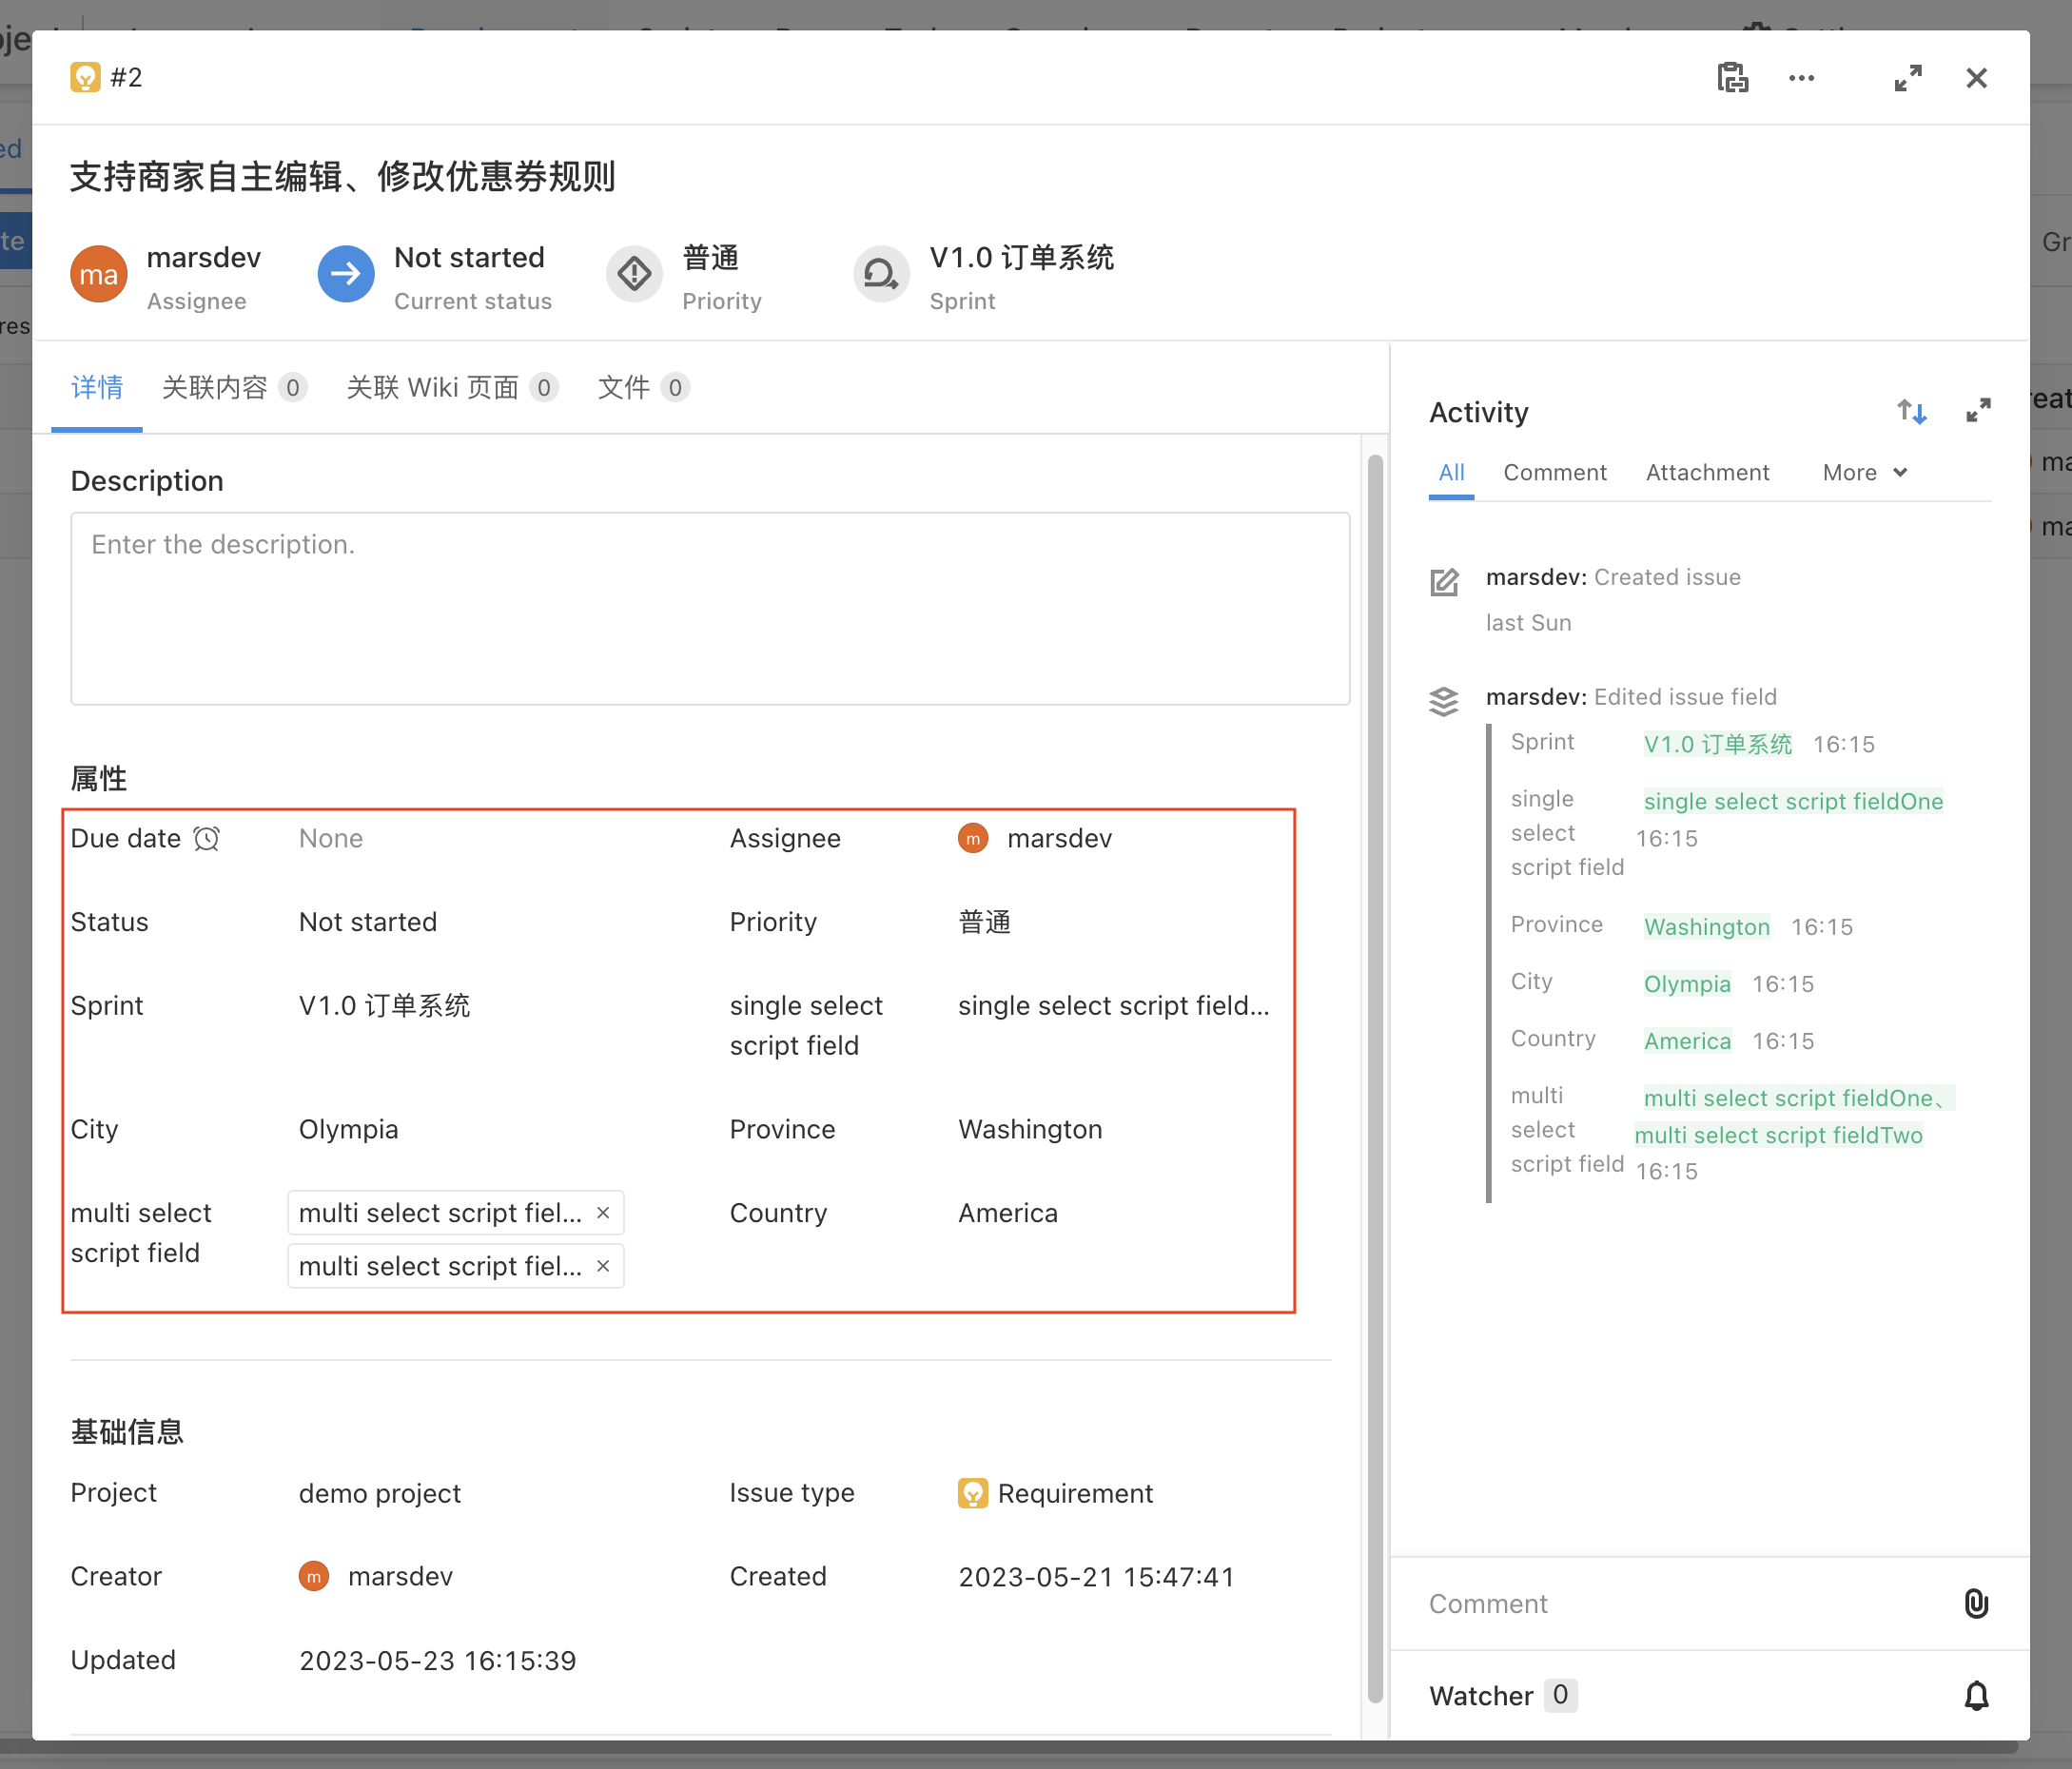 #2
支持商家自主编辑、修改优惠券规则
ma
marsdev
Assignee
Not started
Current status
普通
Priority
V1.0 订单系统
Sprint
详情
关联内容 0
关联 Wiki 页面 0
文件 0
Description
Enter the description.
属性
Due date
None
Assignee
m marsdev
Status
Not started
Priority
普通
Sprint
V1.0 订单系统
single select
script field
single select script field...
City
Olympia
Province
Washington
multi select
script field
multi select script fiel... ×
multi select script fiel... ×
Country
America
基础信息
Project
demo project
Issue type
Requirement
Creator
m marsdev
Created
2023-05-21 15:47:41
Updated
2023-05-23 16:15:39
Activity
All
Comment
Attachment
More
marsdev: Created issue
last Sun
marsdev: Edited issue field
Sprint
V1.0 订单系统 16:15
single
select
script field
single select script fieldOne
16:15
Province
Washington 16:15
City
Olympia 16:15
Country
America 16:15
multi
select
script field
multi select script fieldOne、
multi select script fieldTwo
16:15
Comment
Watcher 0